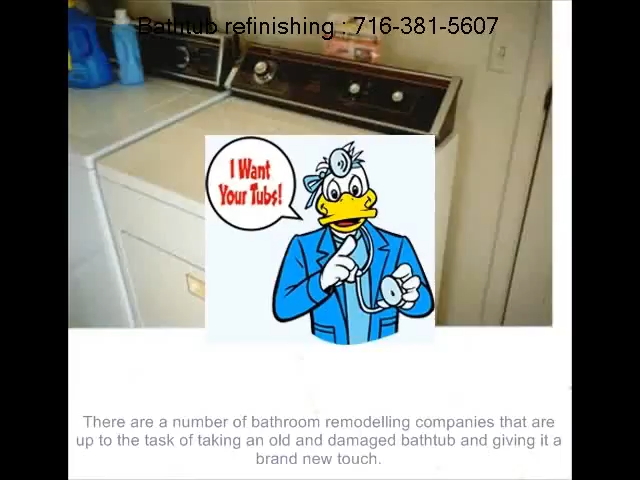 Bathtub refinishing : 716-381-5607
I Want
Your Tubs!
There are a number of bathroom remodelling companies that are
up to the task of taking an old and damaged bathtub and giving it a
brand new touch.